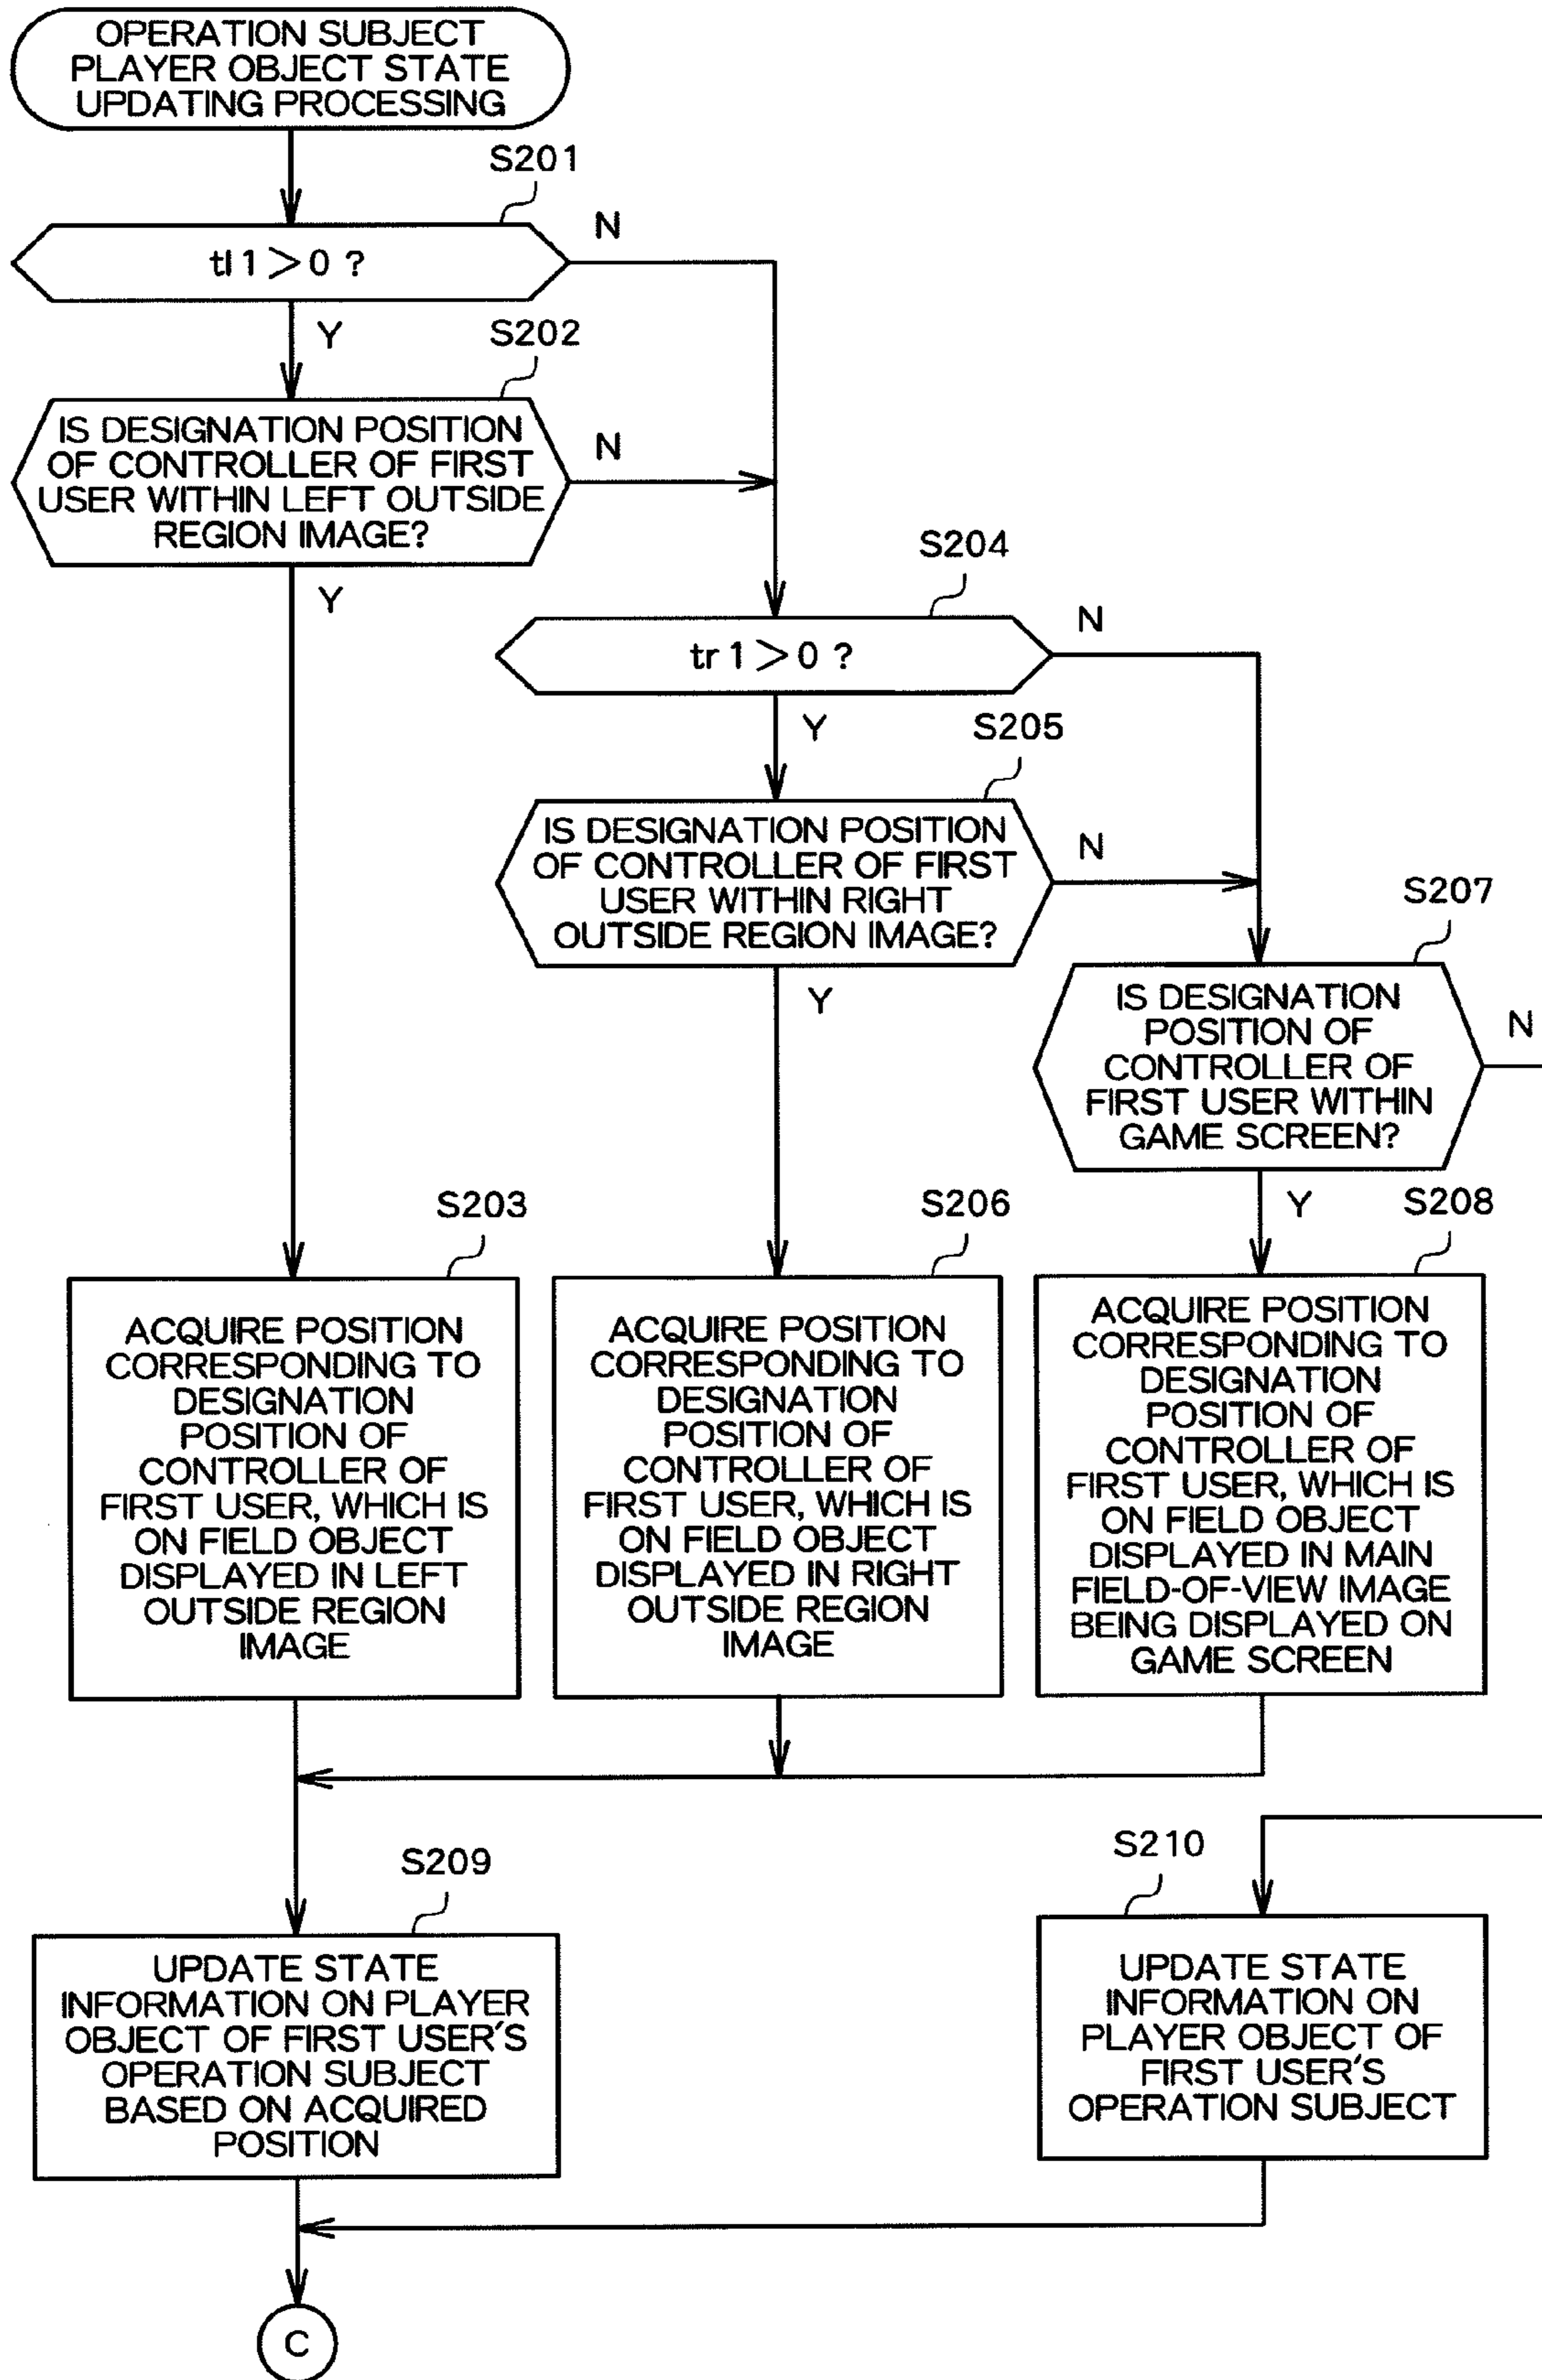 OPERATION SUBJECT
PLAYER OBJECT STATE
UPDATING PROCESSING
S201
tl1>0?
N
Y
S202
IS DESIGNATION POSITION
OF CONTROLLER OF FIRST
USER WITHIN LEFT OUTSIDE
REGION IMAGE?
N
Y
S204
tr1>0?
N
Y
S205
IS DESIGNATION POSITION
OF CONTROLLER OF FIRST
USER WITHIN RIGHT
OUTSIDE REGION IMAGE?
N
Y
S207
IS DESIGNATION
POSITION OF
CONTROLLER OF
FIRST USER WITHIN
GAME SCREEN?
N
Y
S203
ACQUIRE POSITION
CORRESPONDING TO
DESIGNATION
POSITION OF
CONTROLLER OF
FIRST USER, WHICH IS
ON FIELD OBJECT
DISPLAYED IN LEFT
OUTSIDE REGION
IMAGE
S206
ACQUIRE POSITION
CORRESPONDING TO
DESIGNATION
POSITION OF
CONTROLLER OF
FIRST USER, WHICH IS
ON FIELD OBJECT
DISPLAYED IN RIGHT
OUTSIDE REGION
IMAGE
S208
ACQUIRE POSITION
CORRESPONDING TO
DESIGNATION
POSITION OF
CONTROLLER OF
FIRST USER, WHICH IS
ON FIELD OBJECT
DISPLAYED IN MAIN
FIELD-OF-VIEW IMAGE
BEING DISPLAYED ON
GAME SCREEN
S209
UPDATE STATE
INFORMATION ON PLAYER
OBJECT OF FIRST USER'S
OPERATION SUBJECT
BASED ON ACQUIRED
POSITION
S210
UPDATE STATE
INFORMATION ON
PLAYER OBJECT OF
FIRST USER'S
OPERATION SUBJECT
C